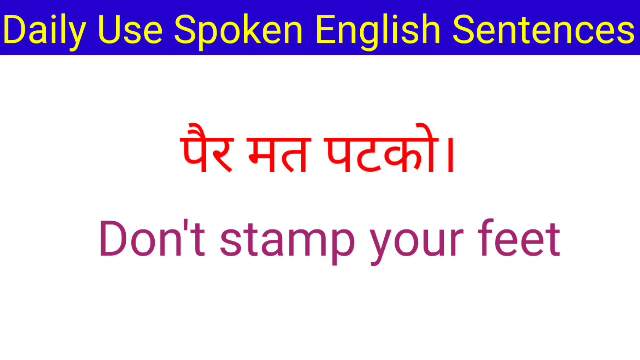 Daily Use Spoken English Sentences
पैर मत पटको।
Don't stamp your feet